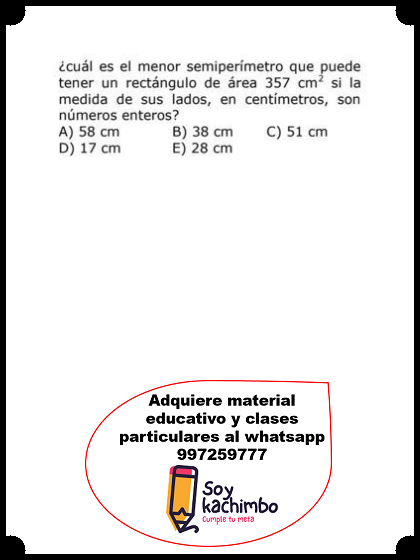 ¿cuál es el menor semiperímetro que puede
tener un rectángulo de área 357 cm² si la
medida de sus lados, en centímetros, son
números enteros?
A) 58 cm B) 38 cm C) 51 cm
D) 17 cm E) 28 cm
Adquiere material
educativo y clases
particulares al whatsapp
997259777
Soy
kachimbo
Cumple tu meta